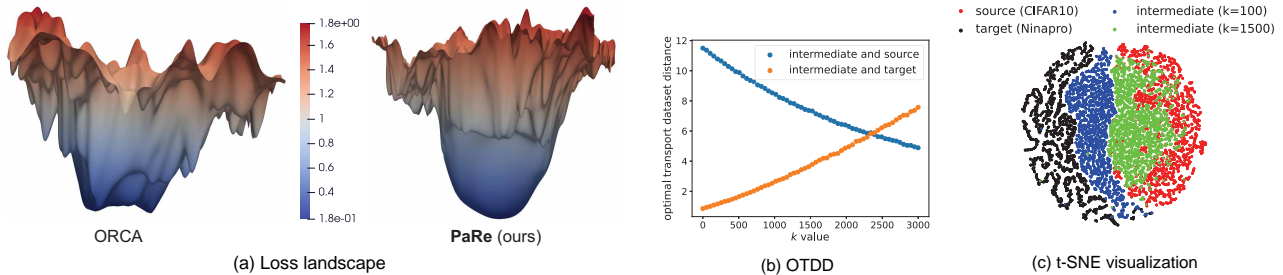 1.8e+00
1.6
1.4
1.2
1
0.8
0.6
0.4
1.8e-01
ORCA
PaRe (ours)
(a) Loss landscape
optimal transport dataset distance
12
10
8
6
4
2
intermediate and source
intermediate and target
0 500 1000 1500 2000 2500 3000
k value
(b) OTDD
source (CIFAR10) intermediate (k=100)
target (Ninapro) intermediate (k=1500)
(c) t-SNE visualization